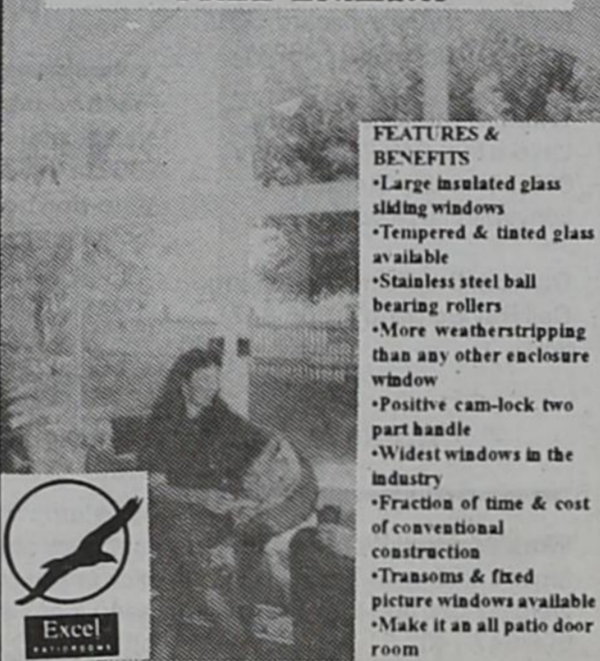 FEATURES &
BENEFITS
•Large insulated glass
sliding windows
•Tempered & tinted glass
available
•Stainless steel ball
bearing rollers
•More weatherstripping
than any other enclosure
window
•Positive cam-lock two
part handle
•Widest windows in the
industry
•Fraction of time & cost
of conventional
construction
•Transoms & fixed
picture windows available
•Make it an all patio door
room
Excel
PATIOROOMS